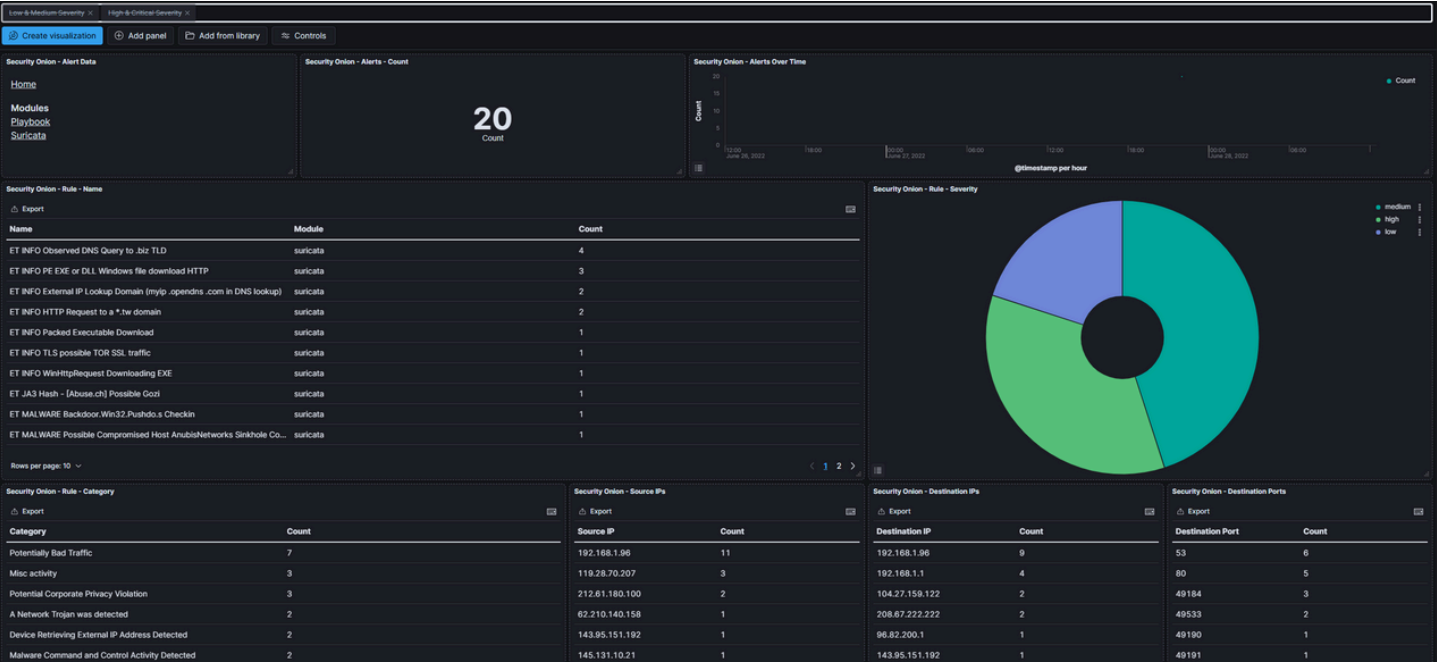 Low & Medium Severity × High & Critical Severity ×
Create visualization Add panel Add from library Controls
Security Onion - Alert Data
Home
Modules
Playbook
Suricata
Security Onion - Alerts - Count
20
Count
Security Onion - Alerts Over Time
Count
20
15
10
5
0
12:00 18:00 00:00 06:00 12:00 18:00 00:00 06:00
June 26, 2022 June 27, 2022 June 28, 2022
@timestamp per hour
Count
Security Onion - Rule - Name
Export
Name Module Count
ET INFO Observed DNS Query to .biz TLD suricata 4
ET INFO PE EXE or DLL Windows file download HTTP suricata 3
ET INFO External IP Lookup Domain (myip .opendns .com in DNS lookup) suricata 2
ET INFO HTTP Request to a *.tw domain suricata 2
ET INFO Packed Executable Download suricata 1
ET INFO TLS possible TOR SSL traffic suricata 1
ET INFO WinHttpRequest Downloading EXE suricata 1
ET JA3 Hash - [Abuse.ch] Possible Gozi suricata 1
ET MALWARE Backdoor.Win32.Pushdo.s Checkin suricata 1
ET MALWARE Possible Compromised Host AnubisNetworks Sinkhole Co... suricata 1
Rows per page: 10 < 1 2 >
Security Onion - Rule - Severity
medium
high
low
Security Onion - Rule - Category
Export
Category Count
Potentially Bad Traffic 7
Misc activity 3
Potential Corporate Privacy Violation 3
A Network Trojan was detected 2
Device Retrieving External IP Address Detected 2
Malware Command and Control Activity Detected 2
Security Onion - Source IPs
Export
Source IP Count
192.168.1.96 11
119.28.70.207 3
212.61.180.100 2
62.210.140.158 1
143.95.151.192 1
145.131.10.21 1
Security Onion - Destination IPs
Export
Destination IP Count
192.168.1.96 9
192.168.1.1 4
104.27.159.122 2
208.67.222.222 2
96.82.200.1 1
143.95.151.192 1
Security Onion - Destination Ports
Export
Destination Port Count
53 6
80 5
49184 3
49533 2
49190 1
49191 1